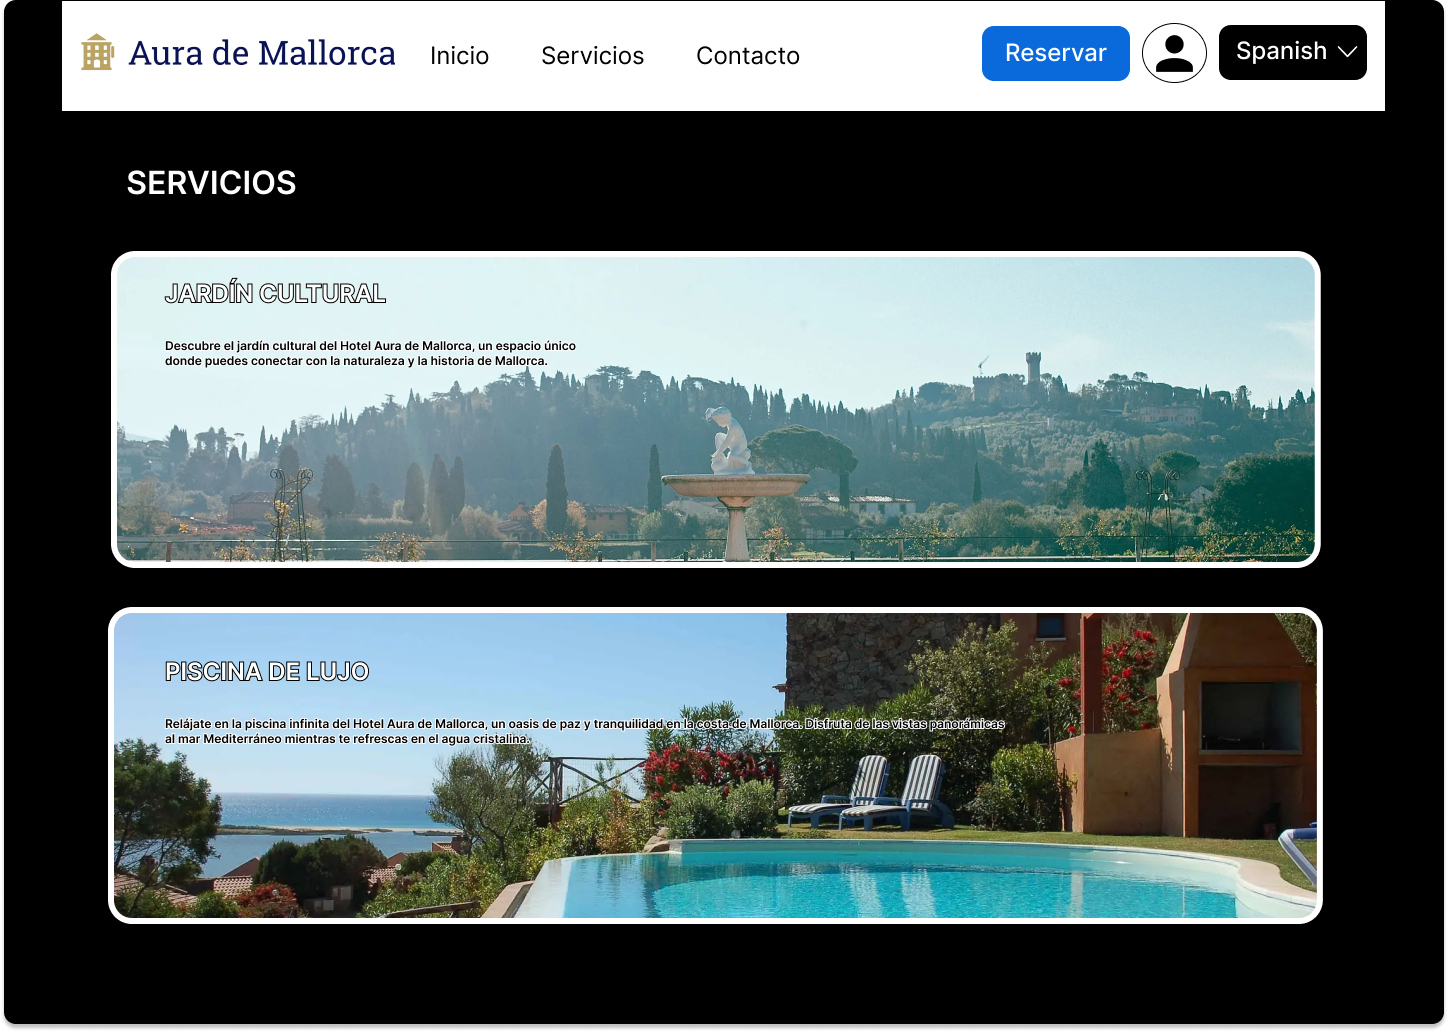 Aura de Mallorca
Inicio
Servicios
Contacto
Reservar
Spanish
SERVICIOS
JARDÍN CULTURAL
Descubre el jardín cultural del Hotel Aura de Mallorca, un espacio único
donde puedes conectar con la naturaleza y la historia de Mallorca.
PISCINA DE LUJO
Relájate en la piscina infinita del Hotel Aura de Mallorca, un oasis de paz y tranquilidad en la costa de Mallorca. Disfruta de las vistas panorámicas
al mar Mediterráneo mientras te refrescas en el agua cristalina.